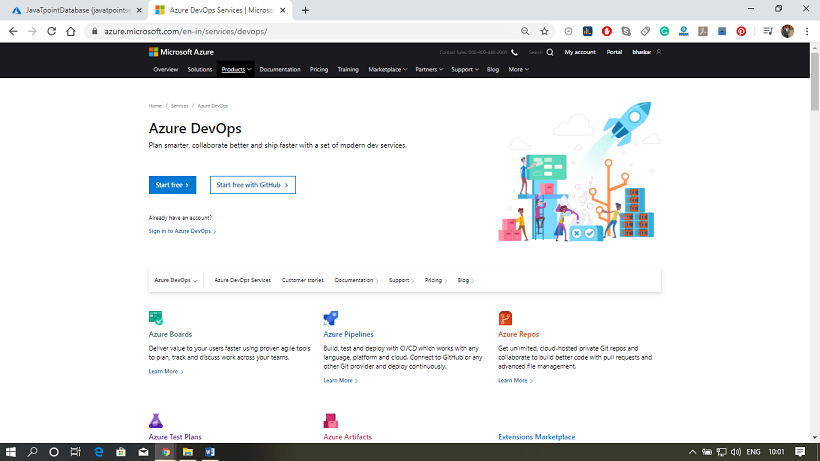 JavaTpointDatabase (javatpointse
Azure DevOps Services | Microso
azure.microsoft.com/en-in/services/devops/
Microsoft Azure
Search
My account
Portal
bhaskar
Overview
Solutions
Products
Documentation
Pricing
Training
Marketplace
Partners
Support
Blog
More
Home / Services / Azure DevOps
Azure DevOps
Plan smarter, collaborate better and ship faster with a set of modern dev services.
Start free
Start free with GitHub
Already have an account?
Sign in to Azure DevOps
Azure DevOps
Azure DevOps Services
Customer stories
Documentation
Support
Pricing
Blog
Azure Boards
Deliver value to your users faster using proven agile tools
to plan, track and discuss work across your teams.
Learn More
Azure Pipelines
Build, test and deploy with CI/CD which works with any
language, platform and cloud. Connect to GitHub or any
other Git provider and deploy continuously.
Learn More
Azure Repos
Get unlimited, cloud-hosted private Git repos and
collaborate to build better code with pull requests and
advanced file management.
Learn More
Azure Test Plans
Azure Artifacts
Extensions Marketplace
ENG
10:01